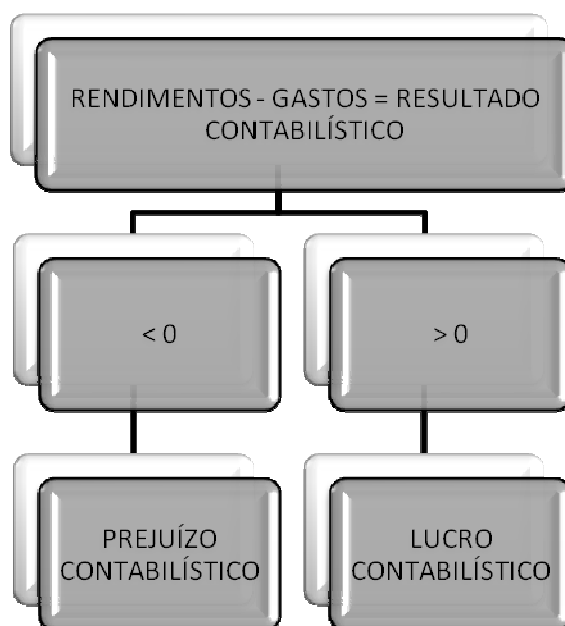 RENDIMENTOS - GASTOS = RESULTADO
CONTABILÍSTICO
< 0
> 0
PREJUÍZO
CONTABILÍSTICO
LUCRO
CONTABILÍSTICO